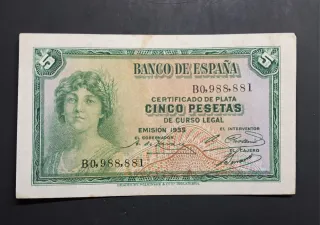 5 5
BANCO DE ESPAÑA
B0,988,881
CERTIFICADO DE PLATA
CINCO PESETAS
DE CURSO LEGAL
EMISIÓN 1935
EL GOBERNADOR
EL INTERVENTOR
EL CAJERO
B0,988,881